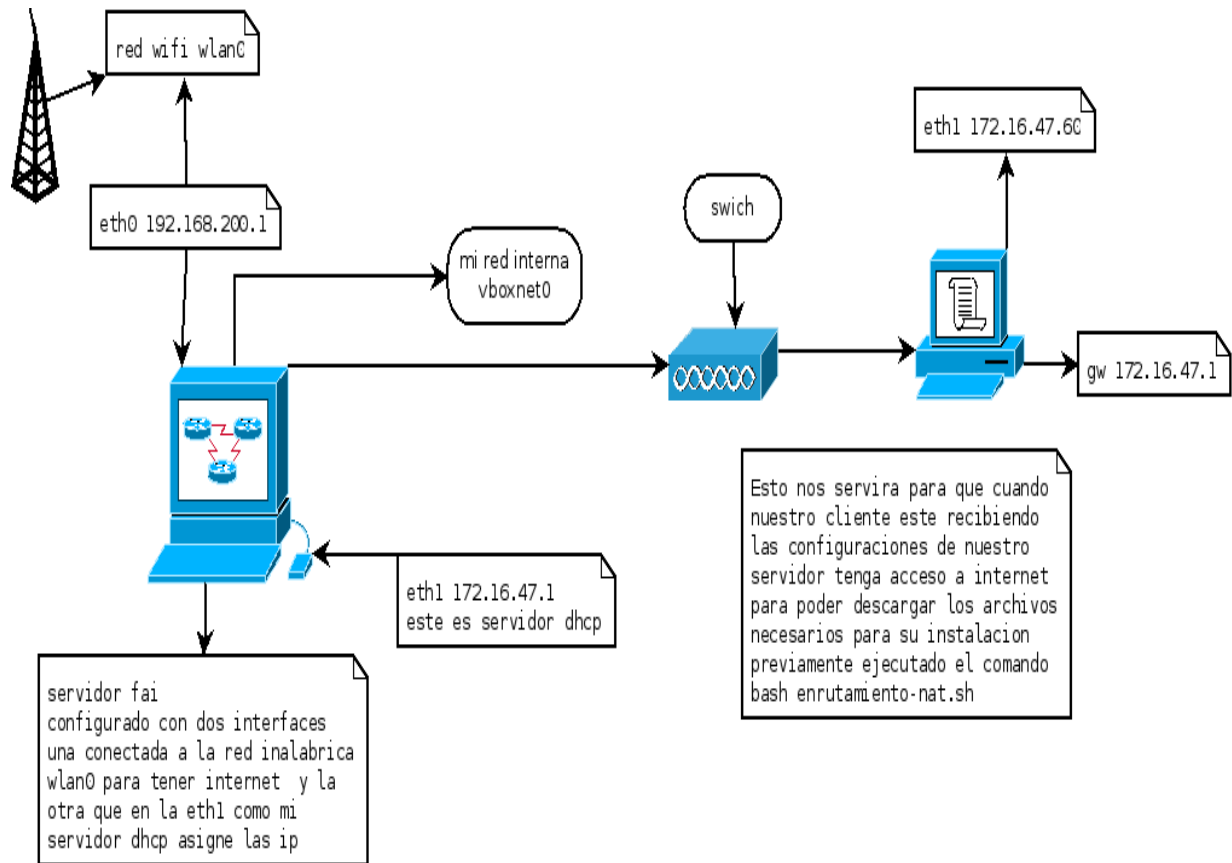 red wifi wlan0
eth0 192.168.200.1
mi red interna
vboxnet0
swich
eth1 172.16.47.60
gw 172.16.47.1
eth1 172.16.47.1
este es servidor dhcp
servidor fai
configurado con dos interfaces
una conectada a la red inalabrica
wlan0 para tener internet y la
otra que en la eth1 como mi
servidor dhcp asigne las ip
Esto nos servira para que cuando
nuestro cliente este recibiendo
las configuraciones de nuestro
servidor tenga acceso a internet
para poder descargar los archivos
necesarios para su instalacion
previamente ejecutado el comando
bash enrutamiento-nat.sh